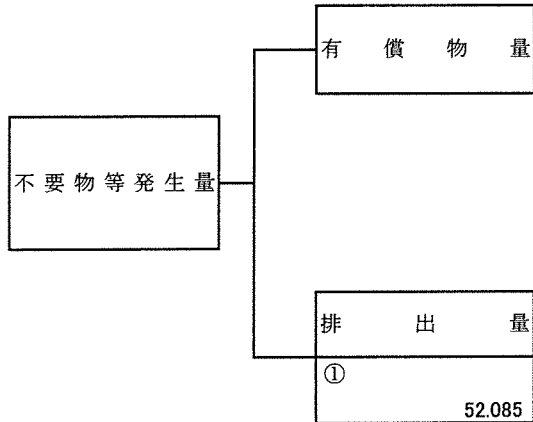 有償物量
不要物等発生量
排出量
①
52.085